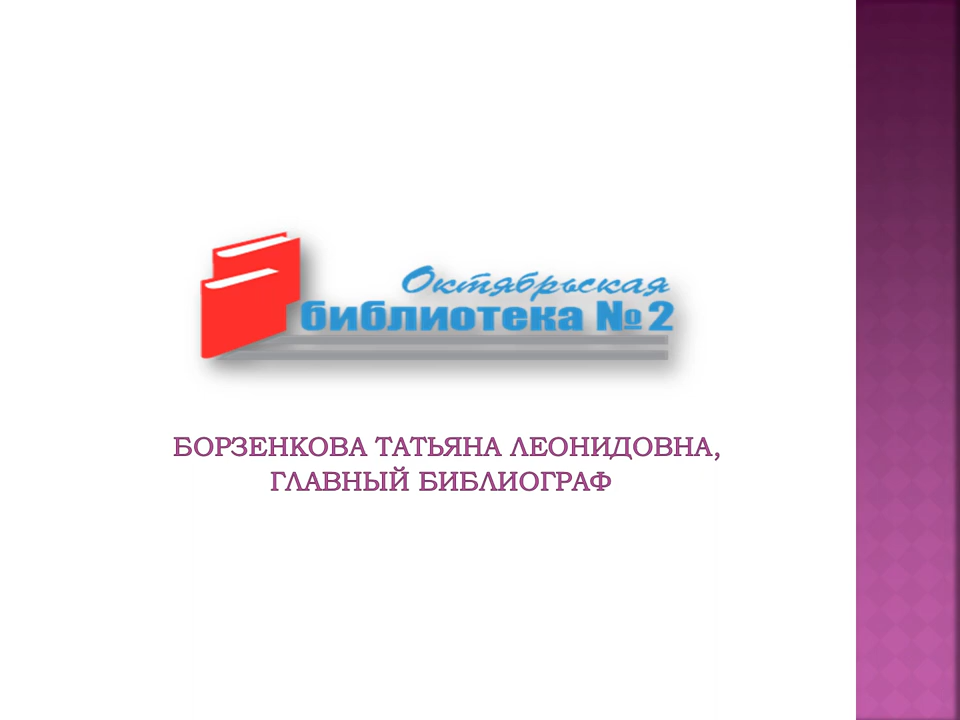 Октябрьская
библиотека №2
БОРЗЕНКОВА ТАТЬЯНА ЛЕОНИДОВНА,
ГЛАВНЫЙ БИБЛИОГРАФ